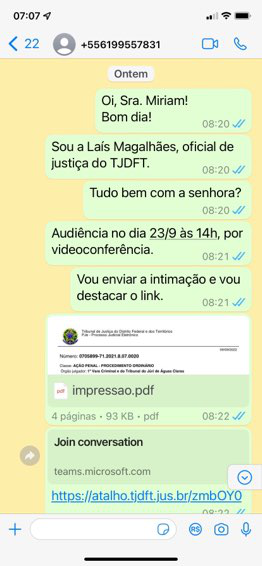 07:07
22
+556199557831
Ontem
Oi, Sra. Miriam!
Bom dia!
08:20
Sou a Laís Magalhães, oficial de
justiça do TJDFT.
08:20
Tudo bem com a senhora?
08:20
Audiência no dia 23/9 às 14h, por
videoconferência.
08:21
Vou enviar a intimação e vou
destacar o link.
08:21
Tribunal de Justiça do Distrito Federal e dos Territórios
PJe - Processo Judicial Eletrônico
Número: 0705899-71.2021.8.07.0020
Classe: AÇÃO PENAL - PROCEDIMENTO ORDINÁRIO
Órgão julgador: 1ª Vara Criminal e do Tribunal do Júri de Águas Claras
pdf
impressao.pdf
4 páginas • 93 KB • pdf
08:22
Join conversation
teams.microsoft.com
https://atalho.tjdft.jus.br/zmbOY0
08:22
R$